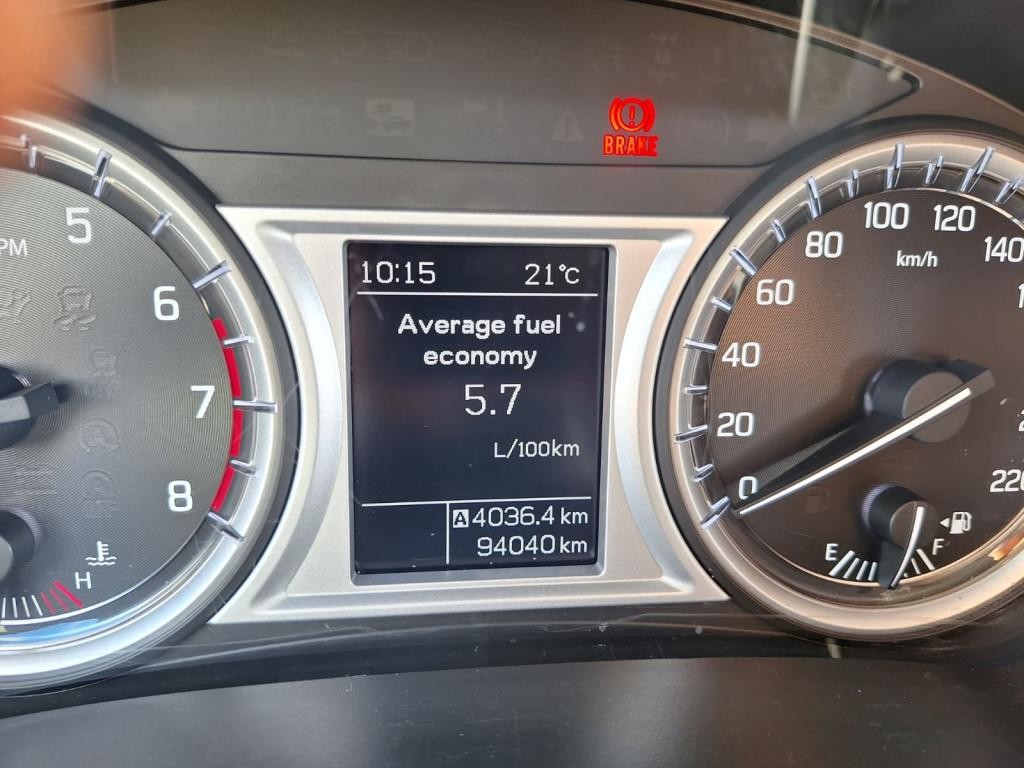 BRAKE
5
PM
6
7
8
H
10:15 21°C
Average fuel
economy
5.7
L/100km
A 4036.4 km
94040 km
0
20
40
60
80
100
120
140
220
km/h
E
F